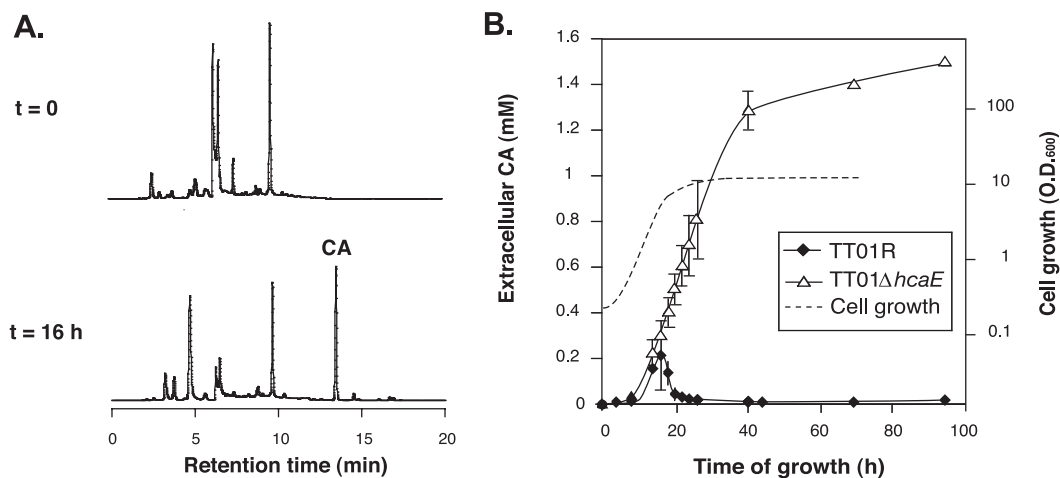 A.
t = 0
t = 16 h
CA
0 5 10 15 20
Retention time (min)
B.
Extracellular CA (mM)
1.6
1.4
1.2
1
0.8
0.6
0.4
0.2
0
0 20 40 60 80 100
Time of growth (h)
100
10
1
0.1
Cell growth (O.D.600)
TT01R
TT01ΔhcaE
Cell growth